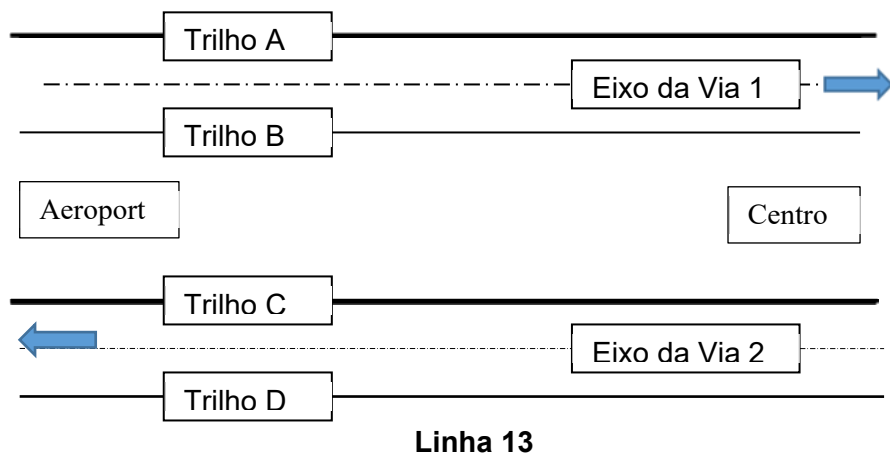 Trilho A
Eixo da Via 1
Trilho B
Aeroport
Centro
Trilho C
Eixo da Via 2
Trilho D
Linha 13